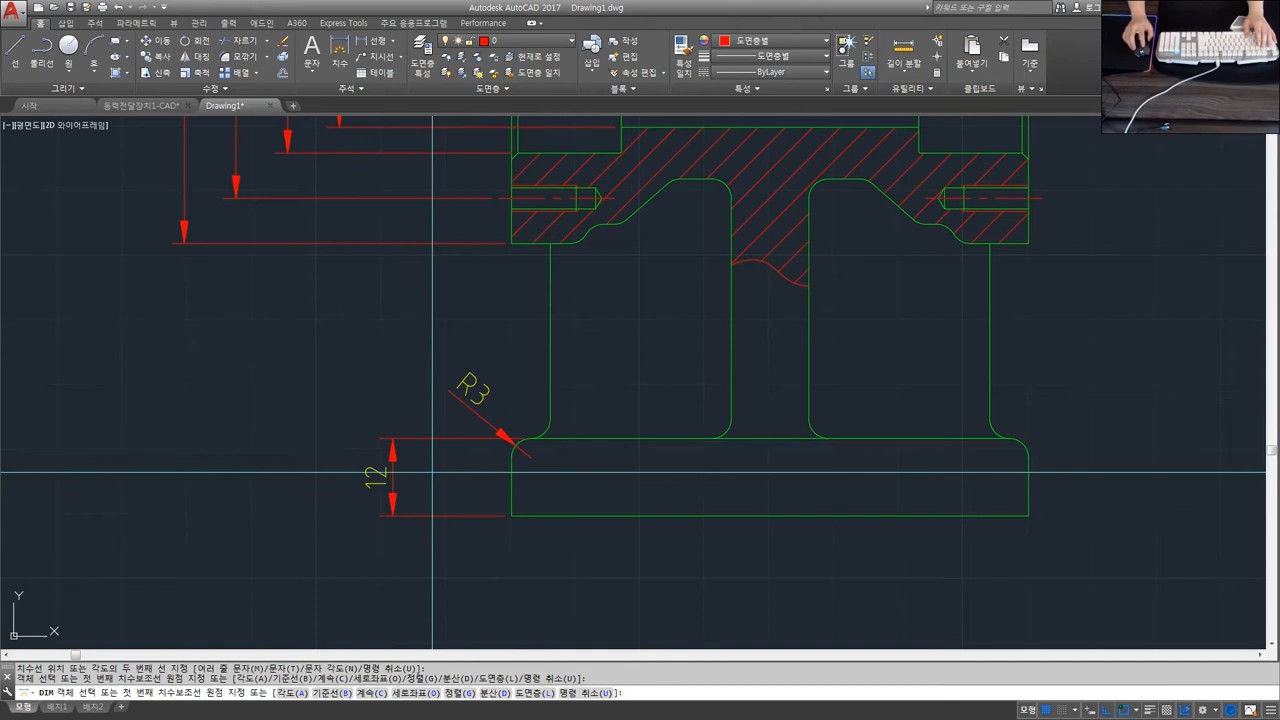 Autodesk AutoCAD 2017 Drawing1.dwg
키워드 또는 구절 입력
홈 삽입 주석 파라메트릭 뷰 관리 출력 애드인 A360 Express Tools 주요 응용프로그램 Performance
선 폴리선 원 호
이동 회전 자르기
복사 대칭 모깎기
신축 축척 배열
문자 치수
선형
지시선
테이블
도면층 특성
0
도면층 일치
삽입
작성
편집
속성 편집
특성 일치
도면층별
도면층별
ByLayer
그룹
길이 분할
붙여넣기
기준
그리기 수정 주석 도면층 블록 특성 그룹 유틸리티 클립보드 뷰
시작 동력전달장치1-CAD* Drawing1*
[−][평면도][2D 와이어프레임]
R3
12
Y
X
치수선 위치 또는 각도의 두 번째 선 지정 [여러 줄 문자(M)/문자(T)/문자 각도(N)/명령 취소(U)]:
객체 선택 또는 첫 번째 치수보조선 원점 지정 또는 [각도(A)/기준선(B)/계속(C)/세로좌표(O)/정렬(G)/분산(D)/도면층(L)/명령 취소(U)]:
DIM 객체 선택 또는 첫 번째 치수보조선 원점 지정 또는 [각도(A) 기준선(B) 계속(C) 세로좌표(O) 정렬(G) 분산(D) 도면층(L) 명령 취소(U)]:
모형 배치1 배치2
모형